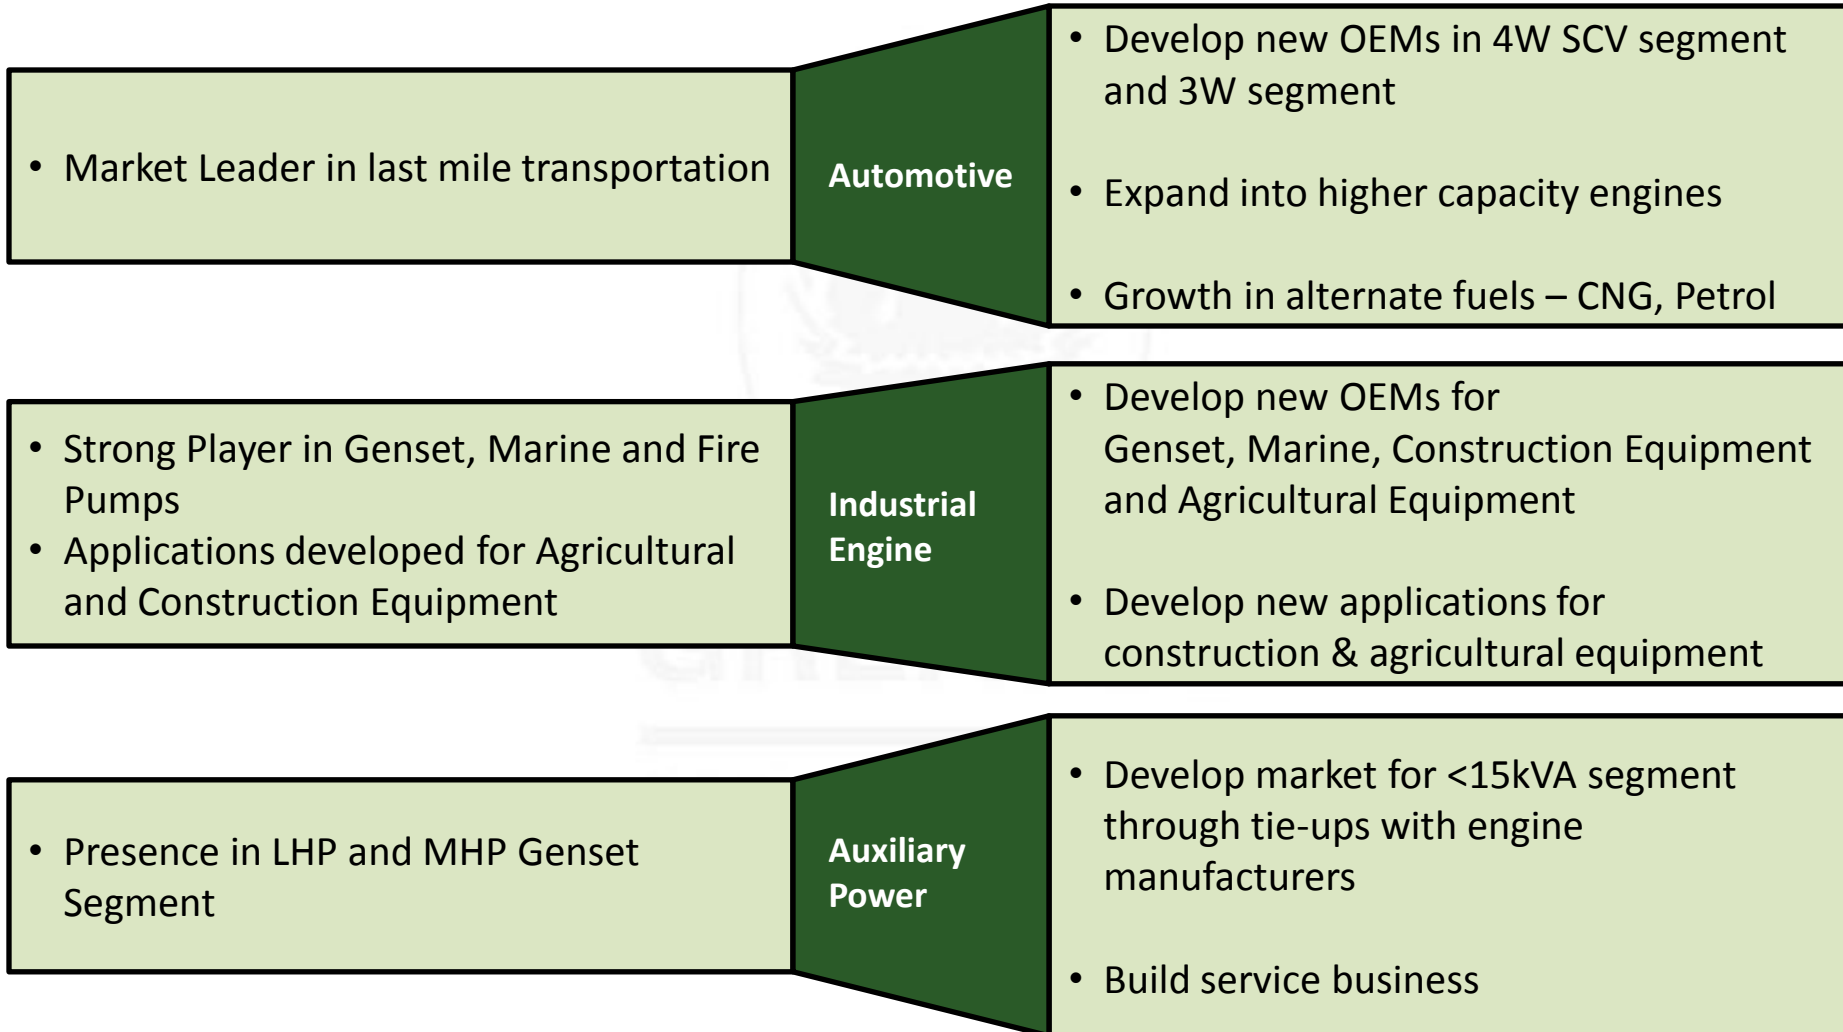 • Market Leader in last mile transportation
Automotive
• Develop new OEMs in 4W SCV segment
and 3W segment
• Expand into higher capacity engines
• Growth in alternate fuels – CNG, Petrol
• Strong Player in Genset, Marine and Fire
Pumps
• Applications developed for Agricultural
and Construction Equipment
Industrial
Engine
• Develop new OEMs for
Genset, Marine, Construction Equipment
and Agricultural Equipment
• Develop new applications for
construction & agricultural equipment
• Presence in LHP and MHP Genset
Segment
Auxiliary
Power
• Develop market for <15kVA segment
through tie-ups with engine
manufacturers
• Build service business